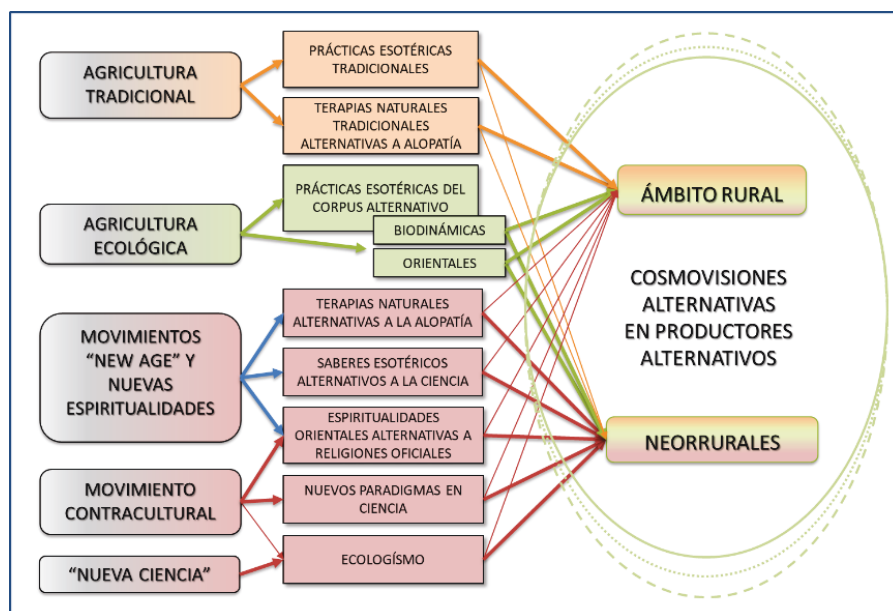 AGRICULTURA
TRADICIONAL
PRÁCTICAS ESOTÉRICAS
TRADICIONALES
TERAPIAS NATURALES
TRADICIONALES
ALTERNATIVAS A ALOPATÍA
AGRICULTURA
ECOLÓGICA
PRÁCTICAS ESOTÉRICAS DEL
CORPUS ALTERNATIVO
BIODINÁMICAS
ORIENTALES
MOVIMIENTOS
“NEW AGE” Y
NUEVAS
ESPIRITUALIDADES
TERAPIAS NATURALES
ALTERNATIVAS A LA ALOPATÍA
SABERES ESOTÉRICOS
ALTERNATIVOS A LA CIENCIA
ESPIRITUALIDADES
ORIENTALES ALTERNATIVAS A
RELIGIONES OFICIALES
MOVIMIENTO
CONTRACULTURAL
NUEVOS PARADIGMAS EN
CIENCIA
“NUEVA CIENCIA”
ECOLOGÍSMO
ÁMBITO RURAL
COSMOVISIONES
ALTERNATIVAS
EN PRODUCTORES
ALTERNATIVOS
NEORRURALES